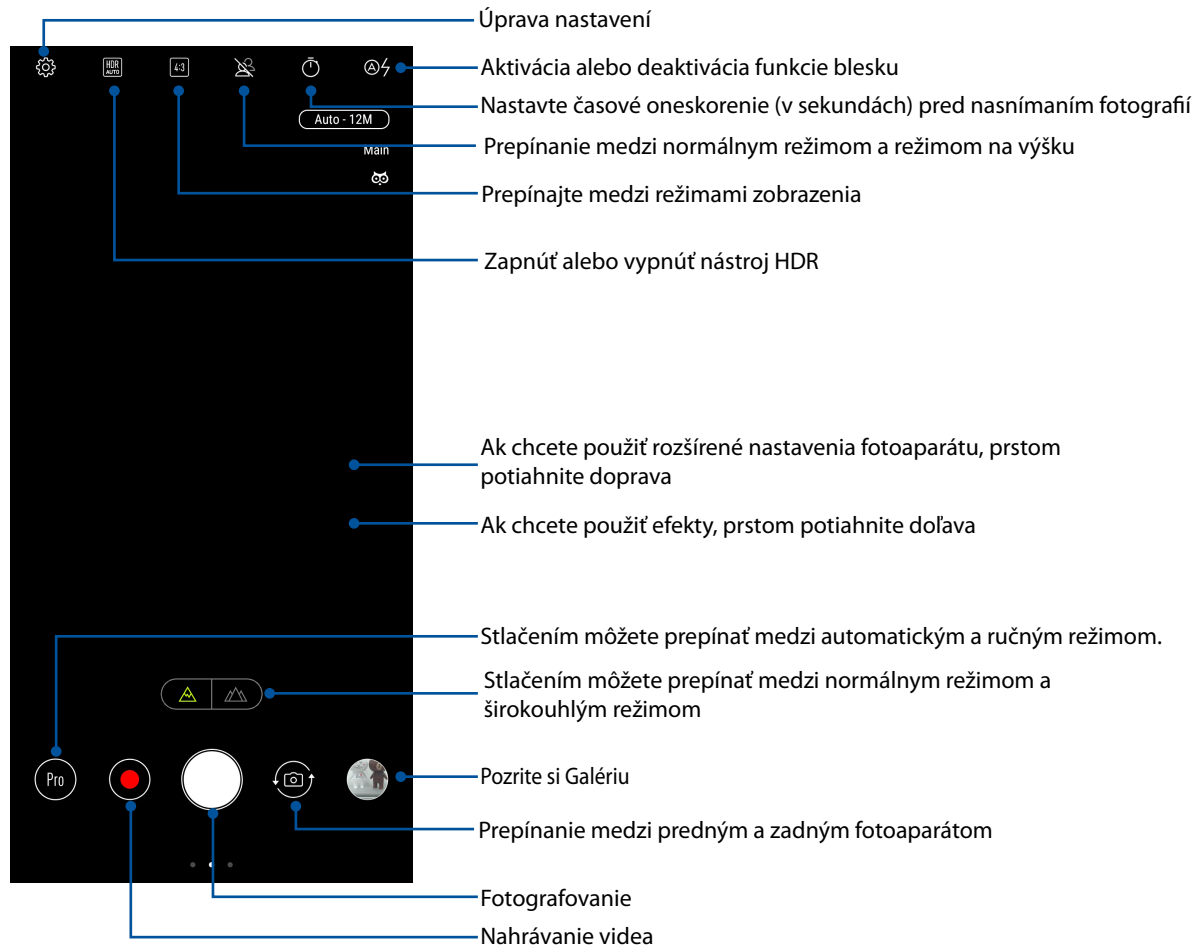 Úprava nastavení
HDR
AUTO
4:3
A
Aktivácia alebo deaktivácia funkcie blesku
Nastavte časové oneskorenie (v sekundách) pred nasnímaním fotografií
Auto - 12M
Prepínanie medzi normálnym režimom a režimom na výšku
Main
Prepínajte medzi režimami zobrazenia
Zapnúť alebo vypnúť nástroj HDR
Ak chcete použiť rozšírené nastavenia fotoaparátu, prstom
potiahnite doprava
Ak chcete použiť efekty, prstom potiahnite doľava
Stlačením môžete prepínať medzi automatickým a ručným režimom.
Stlačením môžete prepínať medzi normálnym režimom a
širokouhlým režimom
Pro
Pozrite si Galériu
Prepínanie medzi predným a zadným fotoaparátom
Fotografovanie
Nahrávanie videa